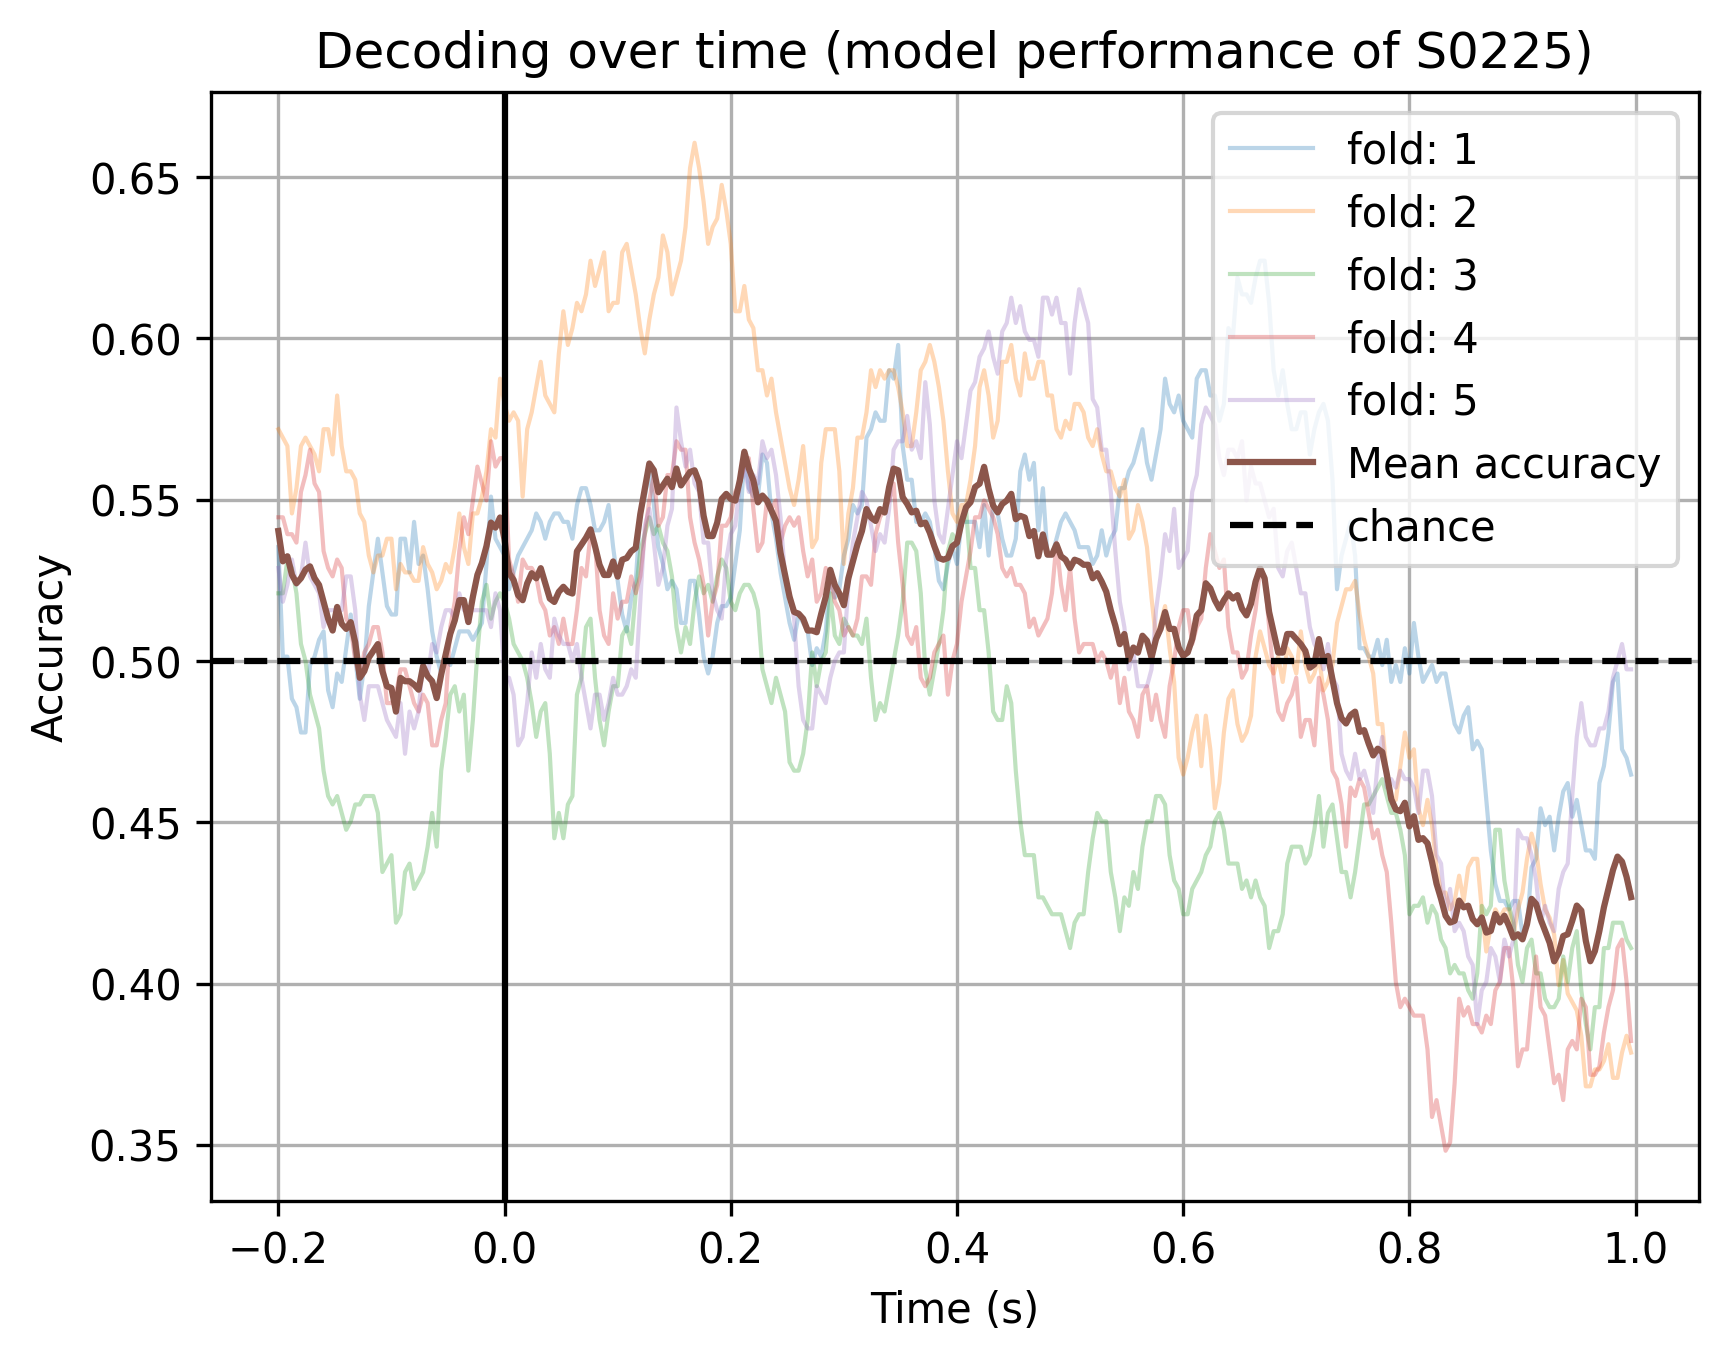 Decoding over time (model performance of S0225)
fold: 1
fold: 2
fold: 3
fold: 4
fold: 5
Mean accuracy
chance
Accuracy
0.65
0.60
0.55
0.50
0.45
0.40
0.35
−0.2
0.0
0.2
0.4
0.6
0.8
1.0
Time (s)